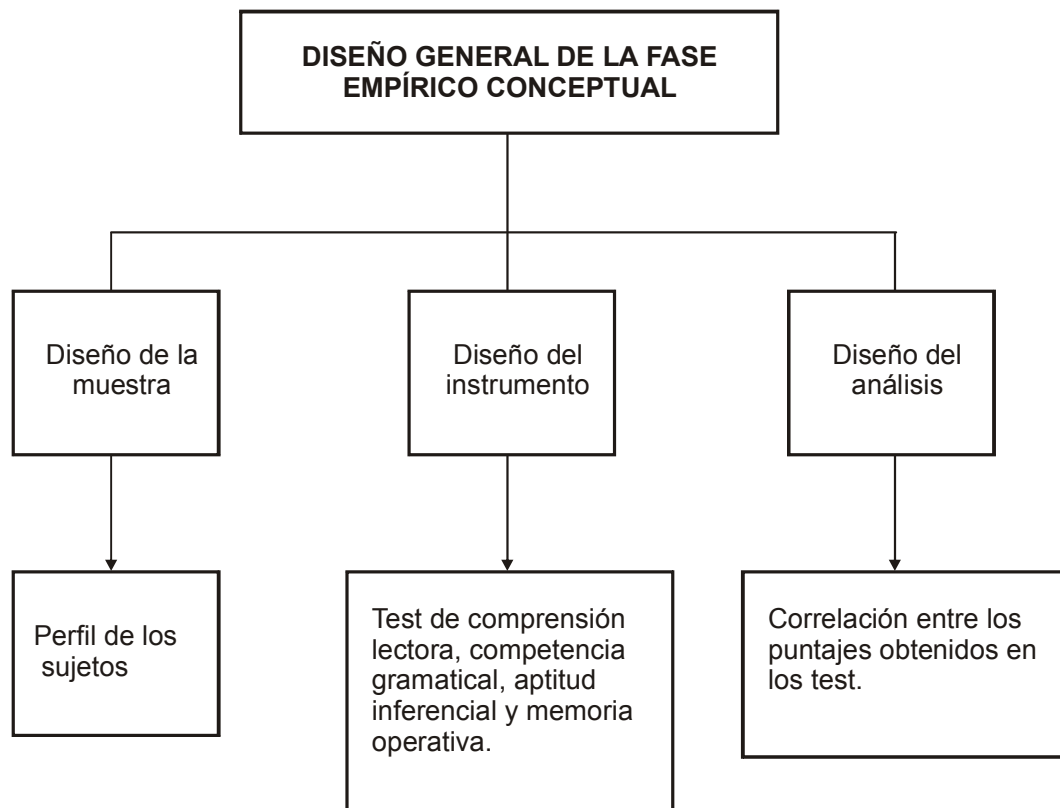 DISEÑO GENERAL DE LA FASE
EMPÍRICO CONCEPTUAL
Diseño de la
muestra
Diseño del
instrumento
Diseño del
análisis
Perfil de los
sujetos
Test de comprensión
lectora, competencia
gramatical, aptitud
inferencial y memoria
operativa.
Correlación entre los
puntajes obtenidos en
los test.